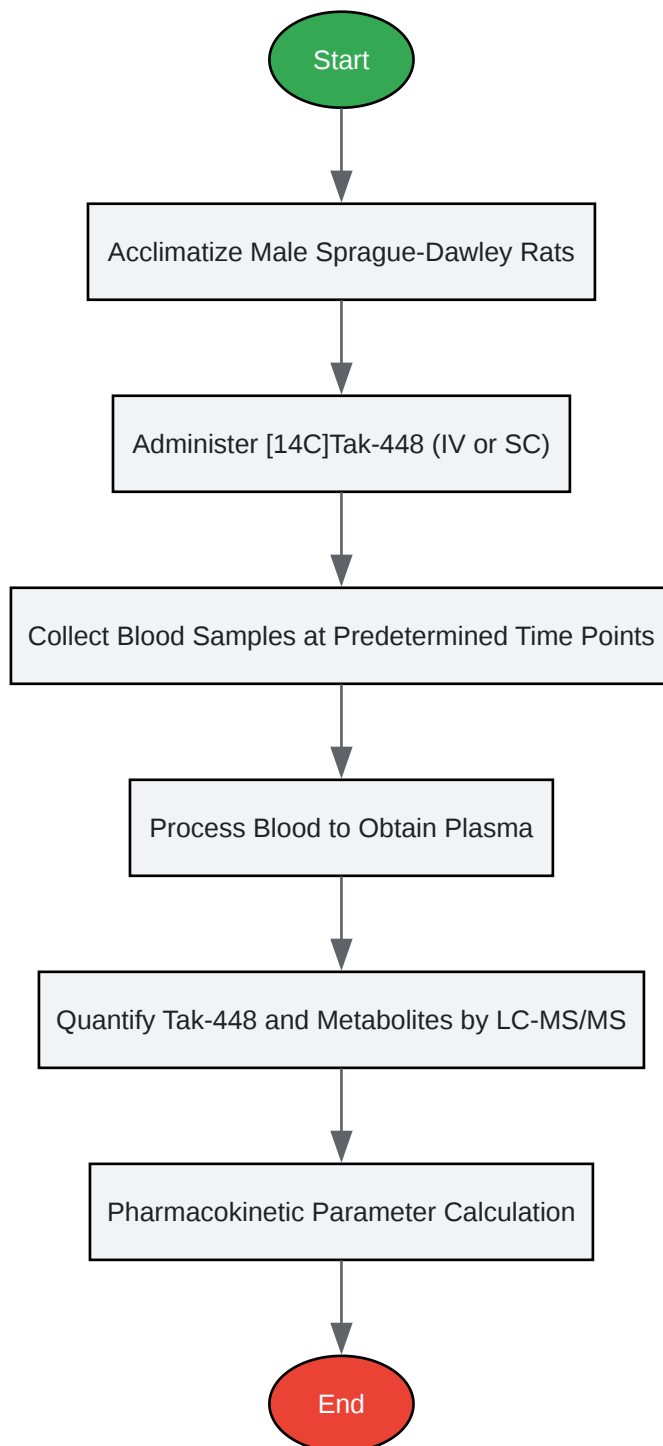 Start
Acclimatize Male Sprague-Dawley Rats
Administer [14C]Tak-448 (IV or SC)
Collect Blood Samples at Predetermined Time Points
Process Blood to Obtain Plasma
Quantify Tak-448 and Metabolites by LC-MS/MS
Pharmacokinetic Parameter Calculation
End